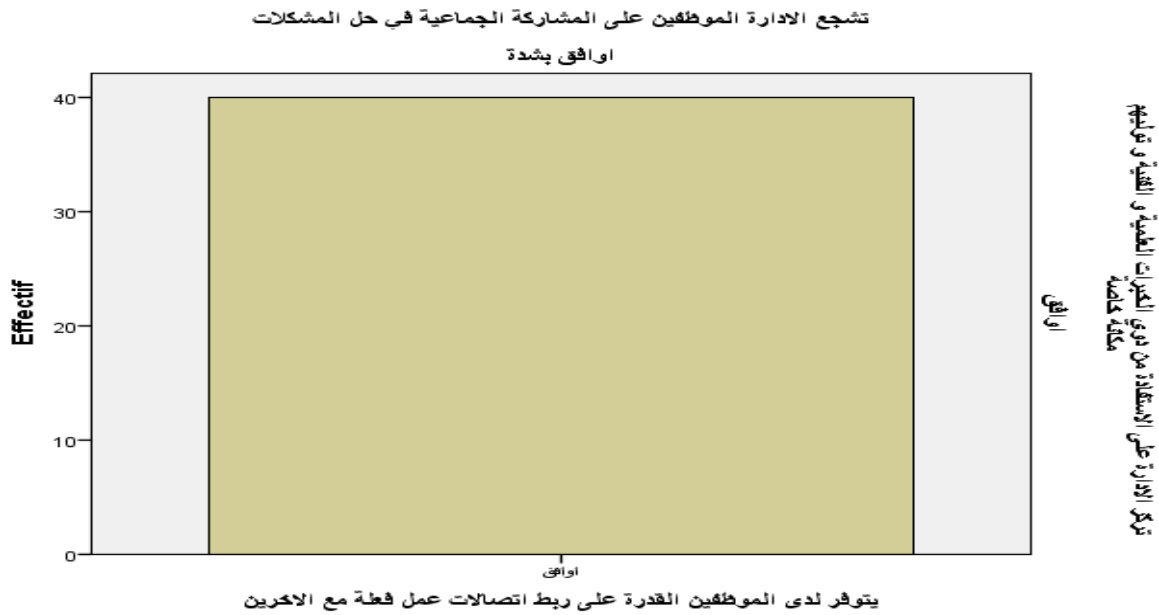 تشجع الادارة الموظفين على المشاركة الجماعية في حل المشكلات
اوافق بشدة
40
30
20
10
0
Effectif
اوافق
يتوفر لدى الموظفين القدرة على ربط اتصالات عمل فعلة مع الاخرين
اوافق
تركز الادارة على الاستفادة من ذوي الخبرات العلمية و الفنية و توليهم
مكانة خاصة